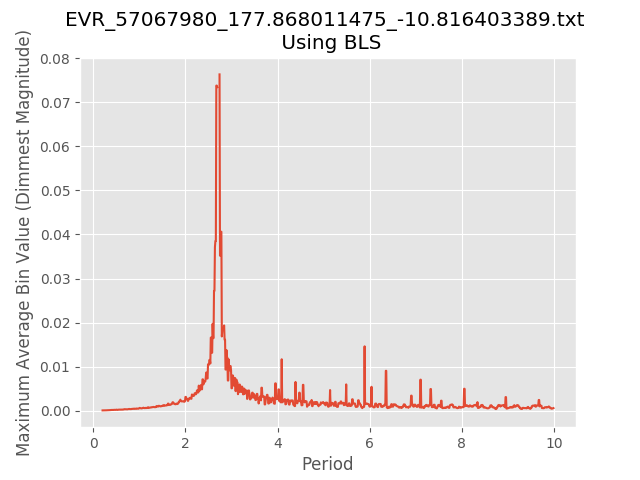 EVR_57067980_177.868011475_-10.816403389.txt
Using BLS
Maximum Average Bin Value (Dimmest Magnitude)
0.08
0.07
0.06
0.05
0.04
0.03
0.02
0.01
0.00
0 2 4 6 8 10
Period